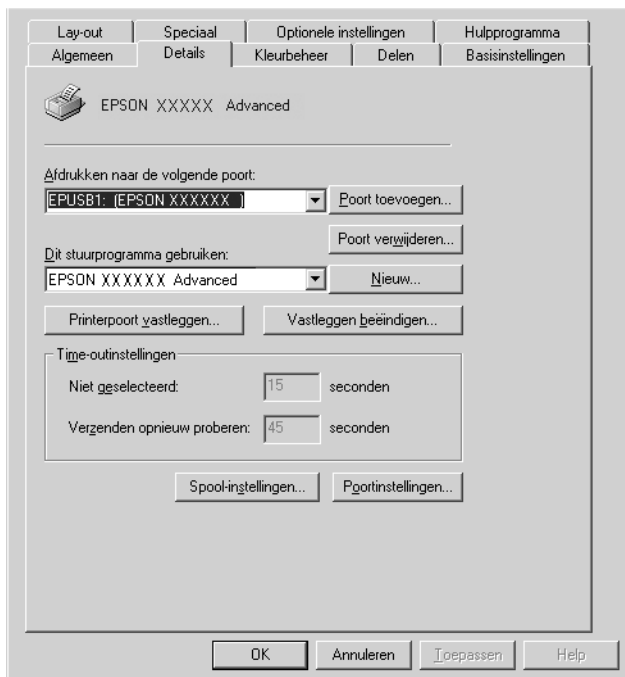 Lay-out Speciaal Optionele instellingen Hulpprogramma
Algemeen Details Kleurbeheer Delen Basisinstellingen
EPSON XXXXX Advanced
Afdrukken naar de volgende poort:
EPUSB1: (EPSON XXXXXX ) Poort toevoegen...
Poort verwijderen...
Dit stuurprogramma gebruiken:
EPSON XXXXXX Advanced Nieuw...
Printerpoort vastleggen... Vastleggen beëindigen...
Time-outinstellingen
Niet geselecteerd: 15 seconden
Verzenden opnieuw proberen: 45 seconden
Spool-instellingen... Poortinstellingen...
OK Annuleren Toepassen Help